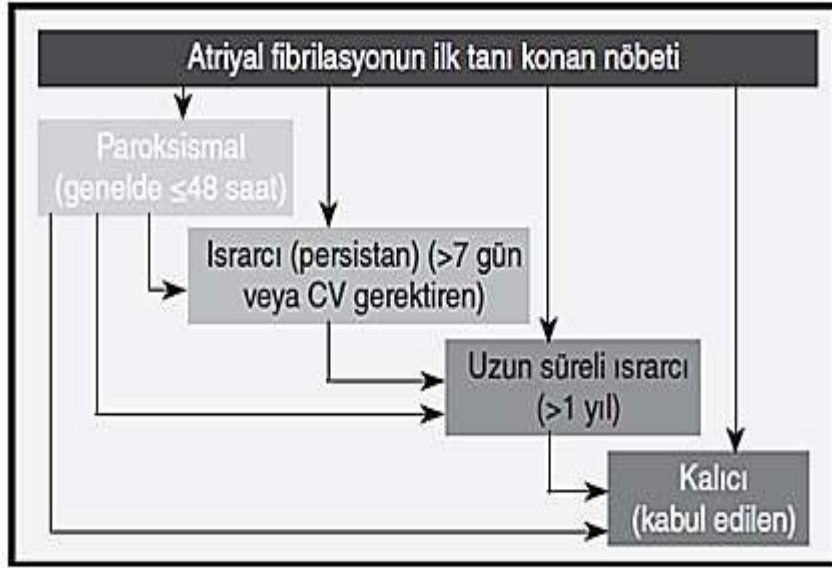 Atriyal fibrilasyonun ilk tanı konan nöbeti
Paroksismal
(genelde ≤48 saat)
Israrcı (persistan) (>7 gün
veya CV gerektiren)
Uzun süreli ısrarcı
(>1 yıl)
Kalıcı
(kabul edilen)